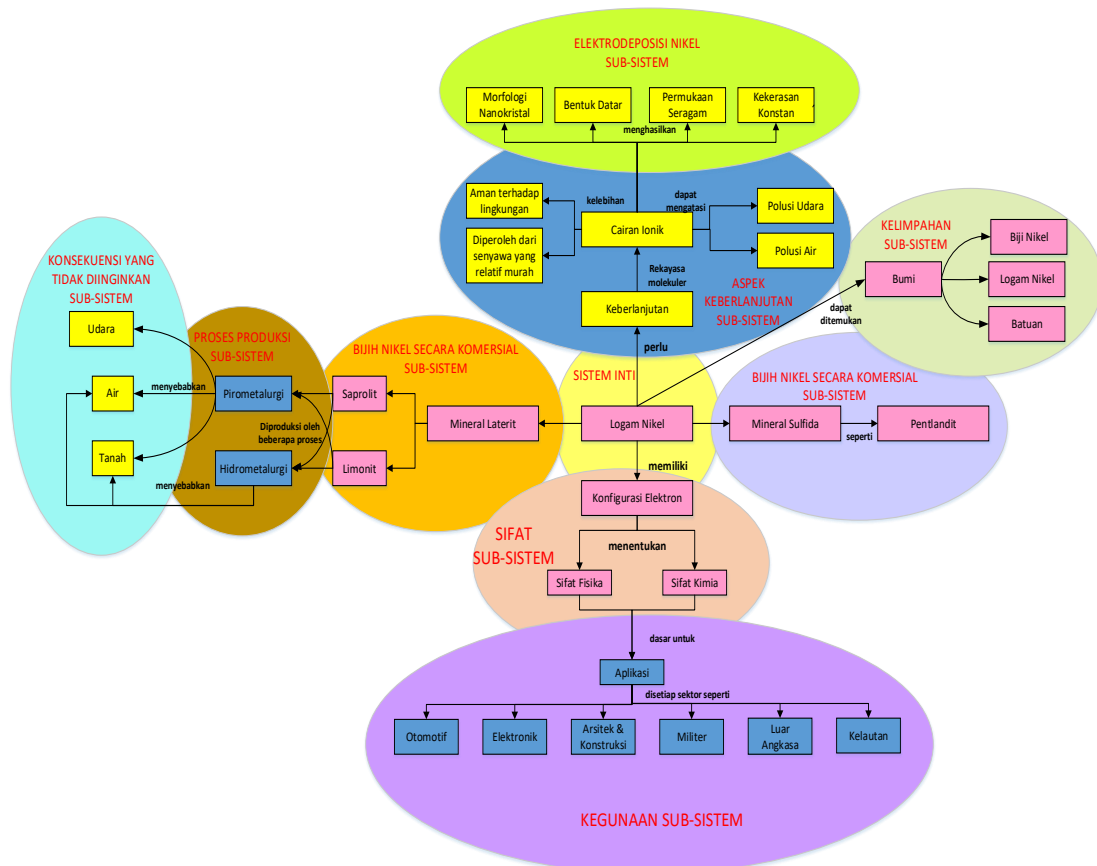 ELEKTRODEPOSISI NIKEL
SUB-SISTEM
Morfologi
Nanokristal
Bentuk Datar
Permukaan
Seragam
Kekerasan
Konstan
menghasilkan
Aman terhadap
lingkungan
kelebihan
dapat
mengatasi
Polusi Udara
Cairan Ionik
Diperoleh dari
senyawa yang
relatif murah
Polusi Air
Rekayasa
molekuler
Keberlanjutan
ASPEK
KEBERLANJUTAN
SUB-SISTEM
perlu
KELIMPAHAN
SUB-SISTEM
Biji Nikel
Bumi
Logam Nikel
Batuan
dapat
ditemukan
KONSEKUENSI YANG
TIDAK DIINGINKAN
SUB-SISTEM
Udara
menyebabkan
Air
Tanah
menyebabkan
PROSES PRODUKSI
SUB-SISTEM
Pirometalurgi
Diproduksi oleh
beberapa proses
Hidrometalurgi
BIJIH NIKEL SECARA KOMERSIAL
SUB-SISTEM
Saprolit
Mineral Laterit
Limonit
SISTEM INTI
Logam Nikel
memiliki
BIJIH NIKEL SECARA KOMERSIAL
SUB-SISTEM
Mineral Sulfida
seperti
Pentlandit
Konfigurasi Elektron
SIFAT
SUB-SISTEM
menentukan
Sifat Fisika
Sifat Kimia
dasar untuk
Aplikasi
disetiap sektor seperti
Otomotif
Elektronik
Arsitek &
Konstruksi
Militer
Luar
Angkasa
Kelautan
KEGUNAAN SUB-SISTEM